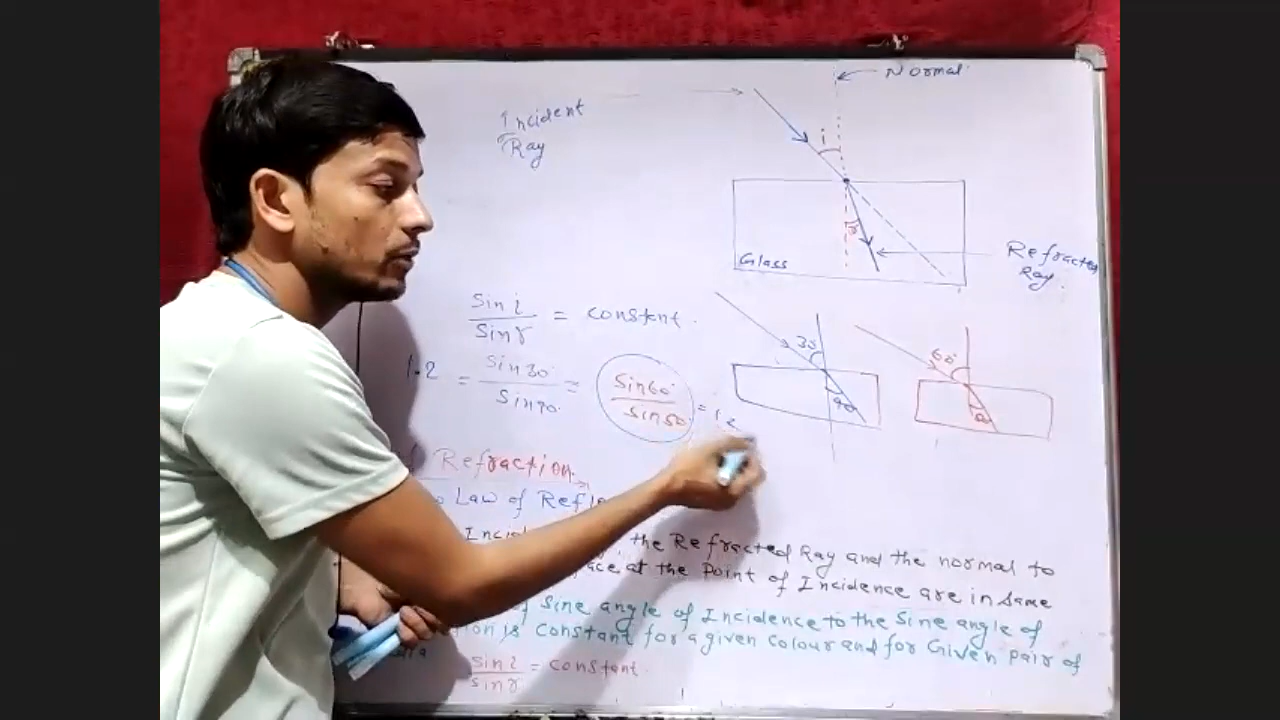 Normal
Incident
Ray
i
r
Glass
Refracted
Ray.
Sin i
Sin r
= constant.
1.2 = Sin30°
Sin90.
= Sin60°
Sin50
= 1.2
30
90
60
Refraction.
Law of
the Refracted Ray and the normal to
at the Point of Incidence are in Same
of Sine angle of Incidence to the Sine angle of
is Constant for a given Colour and for Given Pair of
Sin i
Sin r
= Constant.